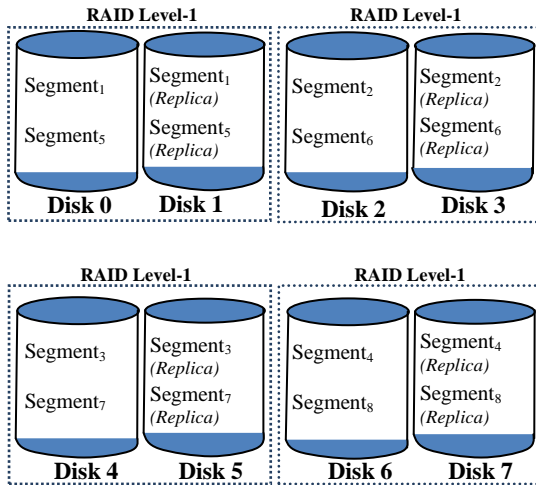 RAID Level-1
Segment₁
Segment₅
Disk 0
Segment₁
(Replica)
Segment₅
(Replica)
Disk 1
RAID Level-1
Segment₂
Segment₆
Disk 2
Segment₂
(Replica)
Segment₆
(Replica)
Disk 3
RAID Level-1
Segment₃
Segment₇
Disk 4
Segment₃
(Replica)
Segment₇
(Replica)
Disk 5
RAID Level-1
Segment₄
Segment₈
Disk 6
Segment₄
(Replica)
Segment₈
(Replica)
Disk 7